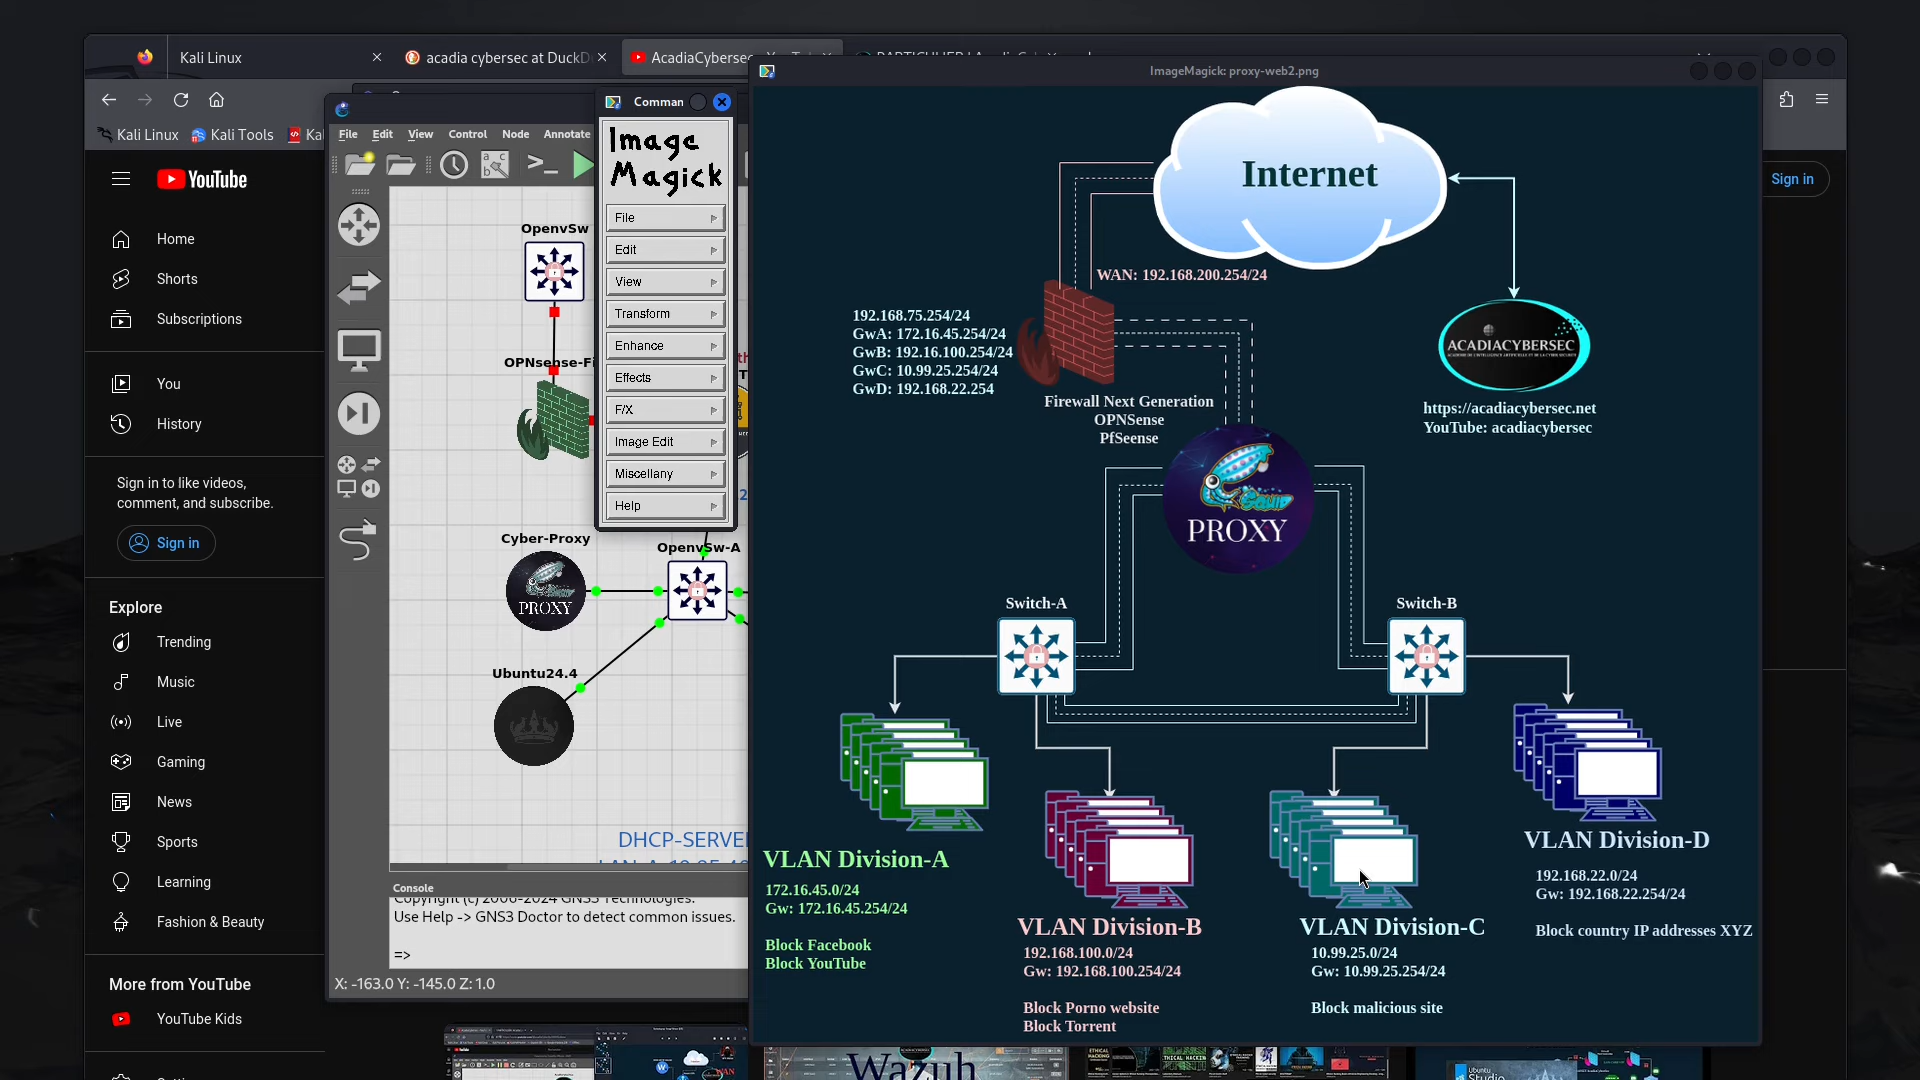 Kali Linux
acadia cybersec at DuckD
AcadiaCybersec
ImageMagick: proxy-web2.png
Kali Linux
Kali Tools
Ka
YouTube
Sign in
Home
Shorts
Subscriptions
You
History
Sign in to like videos,
comment, and subscribe.
Sign in
Explore
Trending
Music
Live
Gaming
News
Sports
Learning
Fashion & Beauty
More from YouTube
YouTube Kids
File
Edit
View
Control
Node
Annotate
OpenvSw
OPNsense-Fi
Cyber-Proxy
PROXY
OpenvSw-A
Ubuntu24.4
DHCP-SERVE
Console
Use Help -> GNS3 Doctor to detect common issues.
=>
X: -163.0 Y: -145.0 Z: 1.0
Comman
Image
Magick
File
Edit
View
Transform
Enhance
Effects
F/X
Image Edit
Miscellany
Help
Internet
WAN: 192.168.200.254/24
192.168.75.254/24
GwA: 172.16.45.254/24
GwB: 192.16.100.254/24
GwC: 10.99.25.254/24
GwD: 192.168.22.254
Firewall Next Generation
OPNSense
PfSeense
ACADIACYBERSEC
https://acadiacybersec.net
YouTube: acadiacybersec
Squid
PROXY
Switch-A
Switch-B
VLAN Division-A
172.16.45.0/24
Gw: 172.16.45.254/24
Block Facebook
Block YouTube
VLAN Division-B
192.168.100.0/24
Gw: 192.168.100.254/24
Block Porno website
Block Torrent
VLAN Division-C
10.99.25.0/24
Gw: 10.99.25.254/24
Block malicious site
VLAN Division-D
192.168.22.0/24
Gw: 192.168.22.254/24
Block country IP addresses XYZ
Wazuh
Ubuntu
Studio